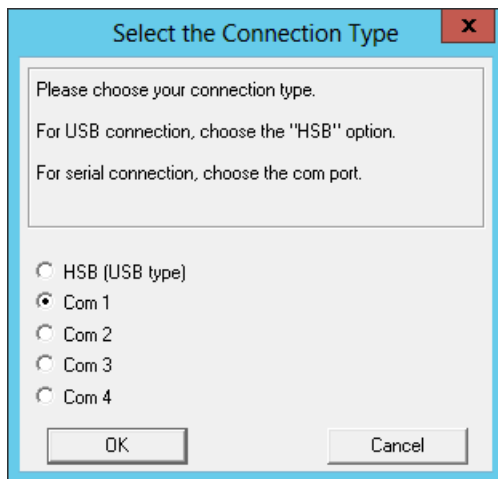 Select the Connection Type
x
Please choose your connection type.
For USB connection, choose the "HSB" option.
For serial connection, choose the com port.
HSB (USB type)
Com 1
Com 2
Com 3
Com 4
OK
Cancel